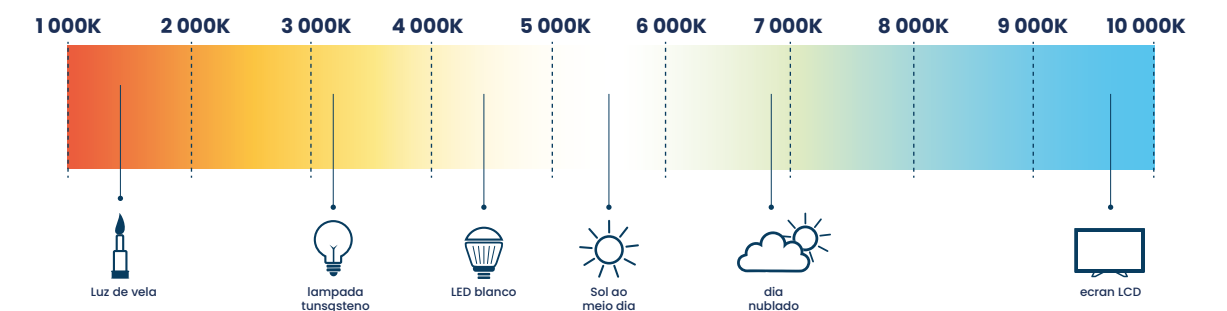 1 000K 2 000K 3 000K 4 000K 5 000K 6 000K 7 000K 8 000K 9 000K 10 000K
Luz de vela
lampada
tunsgsteno
LED blanco
Sol ao
meio dia
dia
nublado
ecran LCD